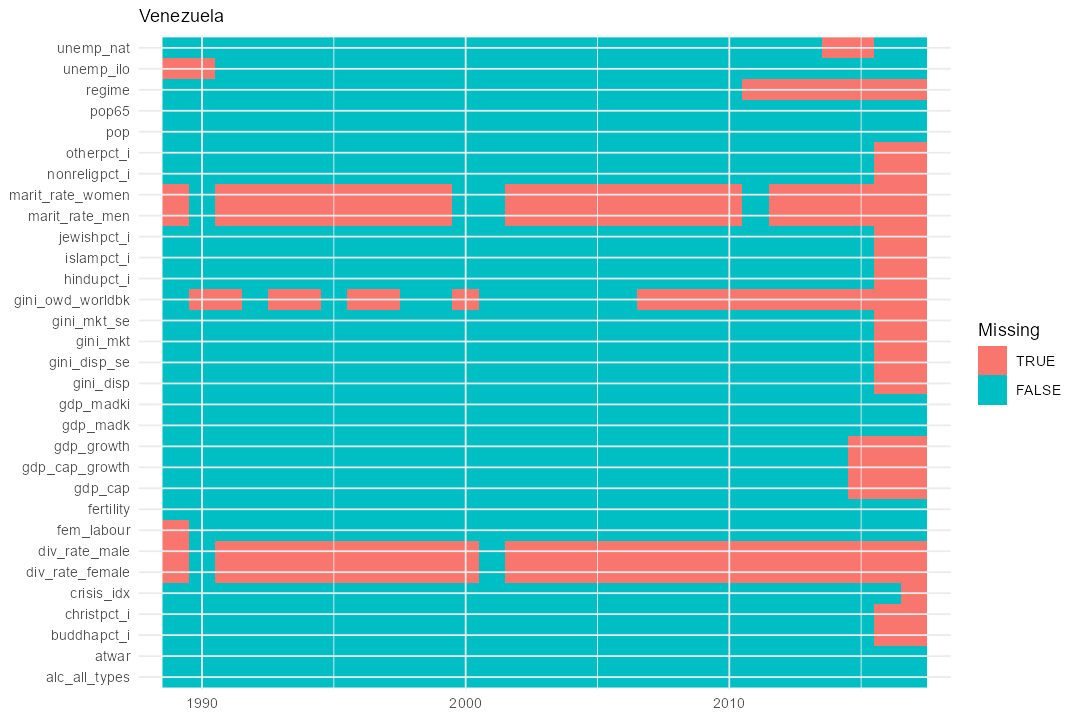 Venezuela
unemp_nat
unemp_ilo
regime
pop65
pop
otherpct_i
nonreligpct_i
marit_rate_women
marit_rate_men
jewishpct_i
islampct_i
hindupct_i
gini_owd_worldbk
gini_mkt_se
gini_mkt
gini_disp_se
gini_disp
gdp_madki
gdp_madk
gdp_growth
gdp_cap_growth
gdp_cap
fertility
fem_labour
div_rate_male
div_rate_female
crisis_idx
christpct_i
buddhapct_i
atwar
alc_all_types
1990 2000 2010
Missing
TRUE
FALSE